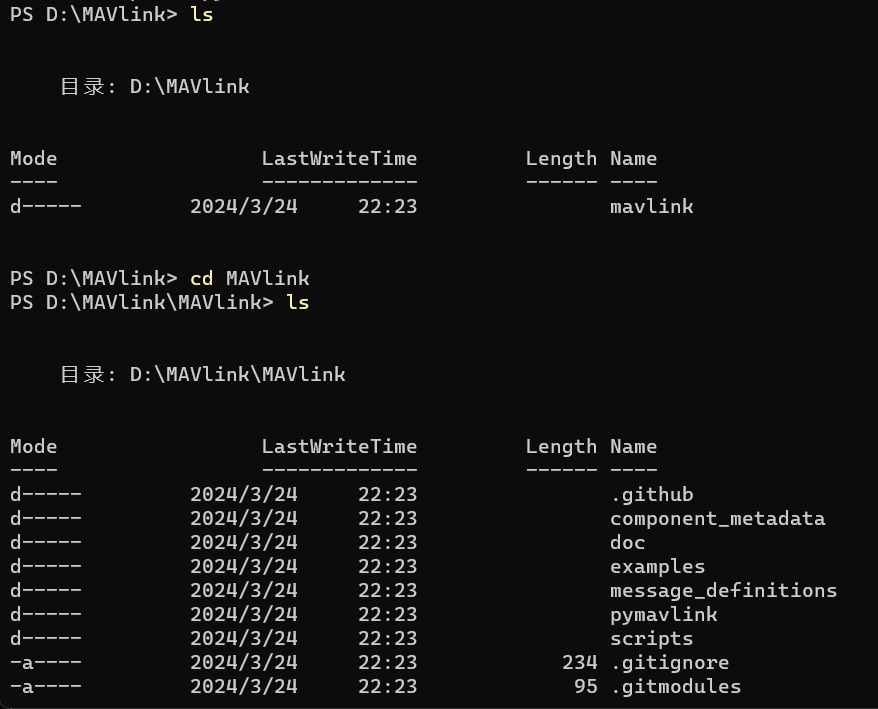 PS D:\MAVlink> ls
目录: D:\MAVlink
Mode                 LastWriteTime         Length Name
----                 -------------         ------ ----
d-----         2024/3/24     22:23                mavlink
PS D:\MAVlink> cd MAVlink
PS D:\MAVlink\MAVlink> ls
目录: D:\MAVlink\MAVlink
Mode                 LastWriteTime         Length Name
----                 -------------         ------ ----
d-----         2024/3/24     22:23                .github
d-----         2024/3/24     22:23                component_metadata
d-----         2024/3/24     22:23                doc
d-----         2024/3/24     22:23                examples
d-----         2024/3/24     22:23                message_definitions
d-----         2024/3/24     22:23                pymavlink
d-----         2024/3/24     22:23                scripts
-a----         2024/3/24     22:23            234 .gitignore
-a----         2024/3/24     22:23             95 .gitmodules